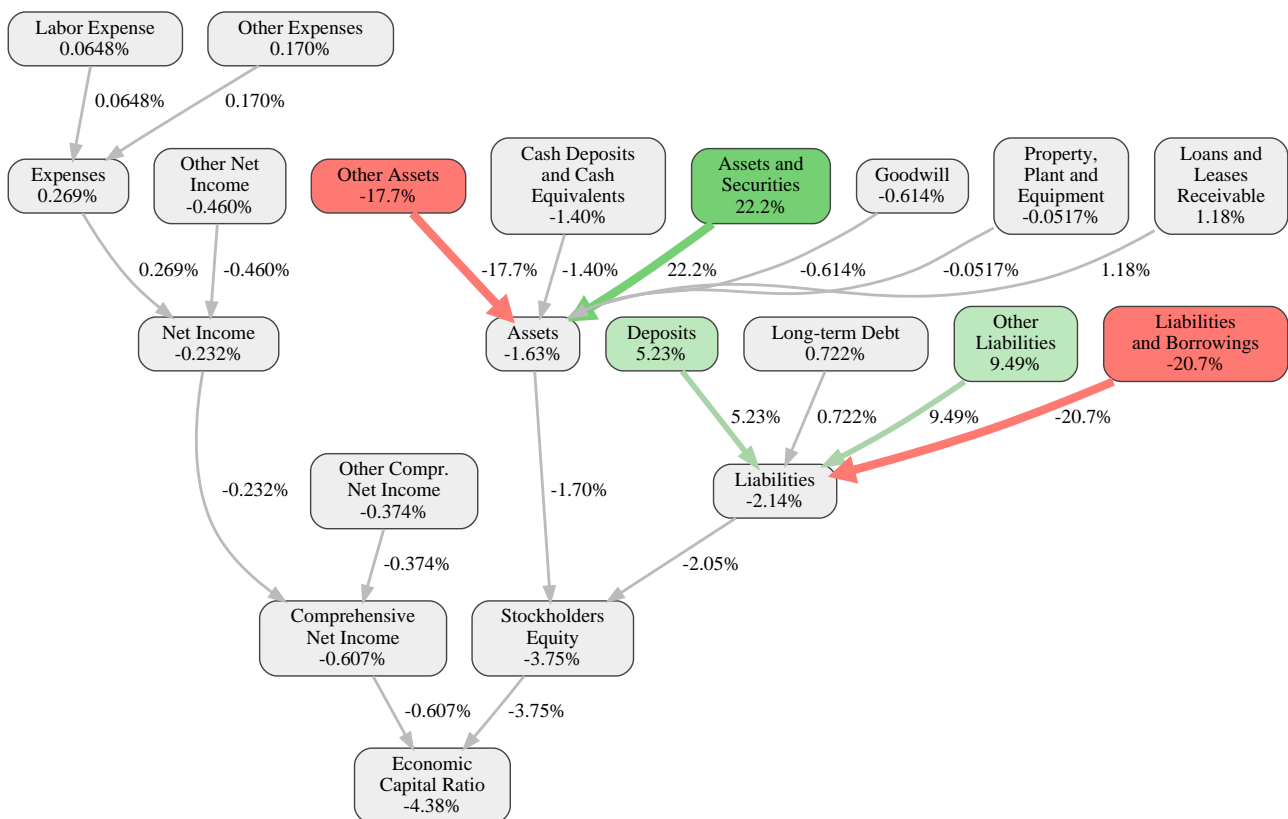 Labor Expense
0.0648%
Other Expenses
0.170%
0.0648%
0.170%
Expenses
0.269%
Other Net
Income
-0.460%
Other Assets
-17.7%
Cash Deposits
and Cash
Equivalents
-1.40%
Assets and
Securities
22.2%
Goodwill
-0.614%
Property,
Plant and
Equipment
-0.0517%
Loans and
Leases
Receivable
1.18%
0.269%
-0.460%
-17.7%
-1.40%
22.2%
-0.614%
-0.0517%
1.18%
Net Income
-0.232%
Assets
-1.63%
Deposits
5.23%
Long-term Debt
0.722%
Other
Liabilities
9.49%
Liabilities
and Borrowings
-20.7%
5.23%
0.722%
9.49%
-20.7%
-0.232%
Other Compr.
Net Income
-0.374%
-1.70%
Liabilities
-2.14%
-0.374%
-2.05%
Comprehensive
Net Income
-0.607%
Stockholders
Equity
-3.75%
-0.607%
-3.75%
Economic
Capital Ratio
-4.38%